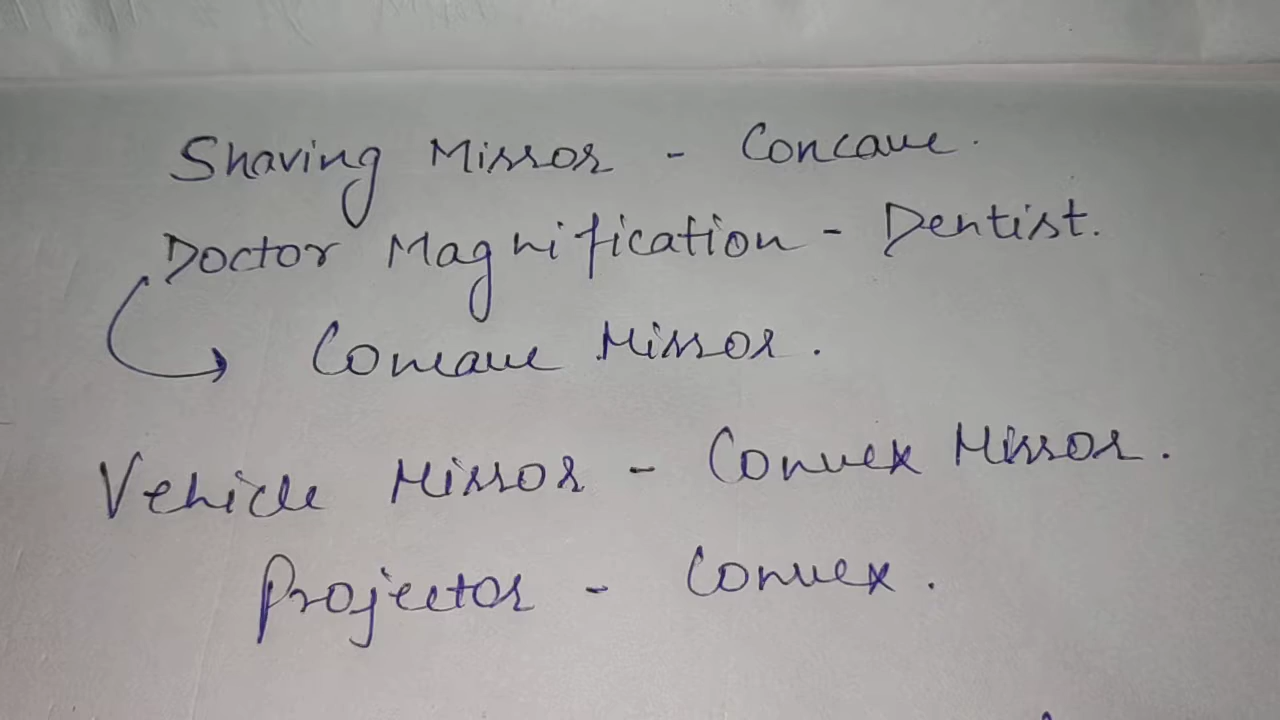 Shaving Mirror - Concave.
Doctor Magnification - Dentist.
Concave Mirror.
Vehicle Mirror - Convex Mirror.
Projector - Convex.